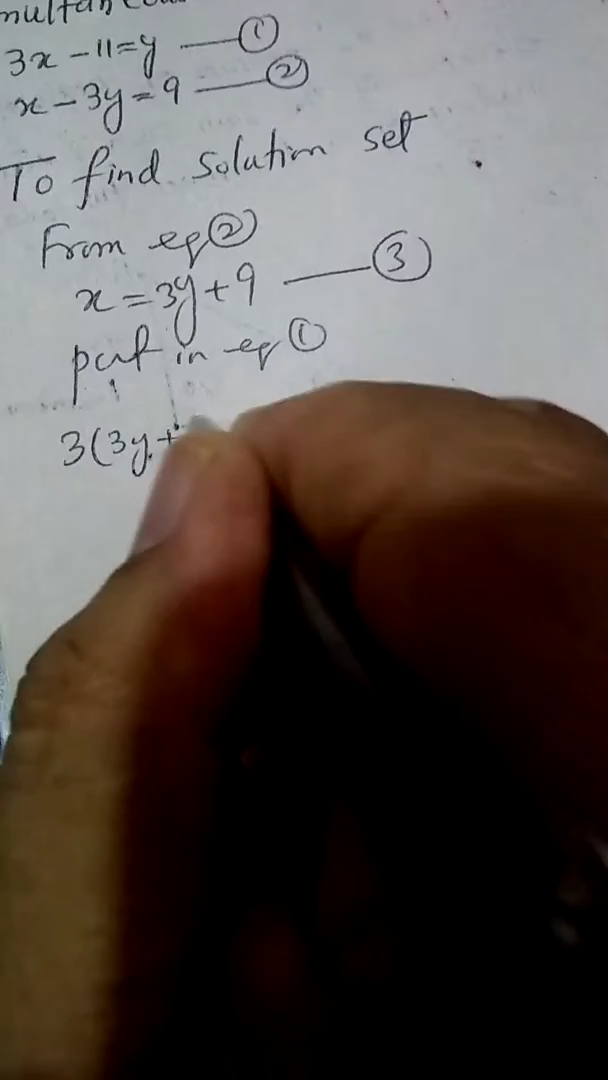 3x - 11 = y — ①
x - 3y = 9 — ②
To find solution set
From eq ②
x = 3y + 9 — ③
put in eq ①
3(3y +